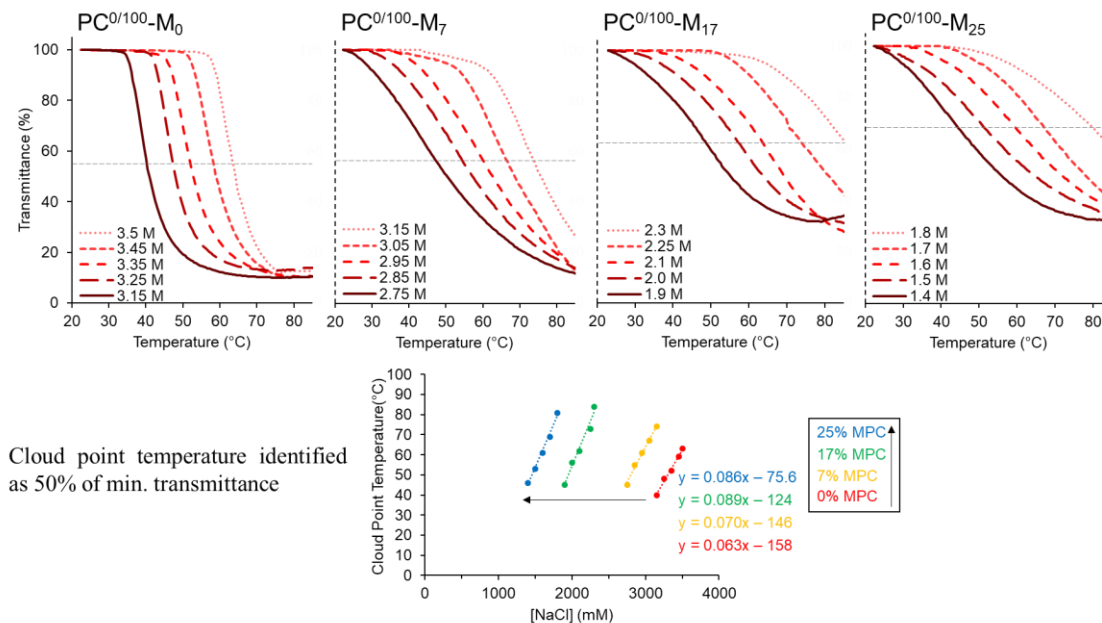 PC0/100-M0
PC0/100-M7
PC0/100-M17
PC0/100-M25
Transmittance (%)
100
80
60
40
20
0
3.5 M
3.45 M
3.35 M
3.25 M
3.15 M
20 30 40 50 60 70 80
Temperature (°C)
3.15 M
3.05 M
2.95 M
2.85 M
2.75 M
20 30 40 50 60 70 80
Temperature (°C)
2.3 M
2.25 M
2.1 M
2.0 M
1.9 M
20 30 40 50 60 70 80
Temperature (°C)
1.8 M
1.7 M
1.6 M
1.5 M
1.4 M
20 30 40 50 60 70 80
Temperature (°C)
Cloud point temperature identified
as 50% of min. transmittance
Cloud Point Temperature(°C)
100
90
80
70
60
50
40
30
20
10
0
0 1000 2000 3000 4000
[NaCl] (mM)
y = 0.086x – 75.6
y = 0.089x – 124
y = 0.070x – 146
y = 0.063x – 158
25% MPC
17% MPC
7% MPC
0% MPC